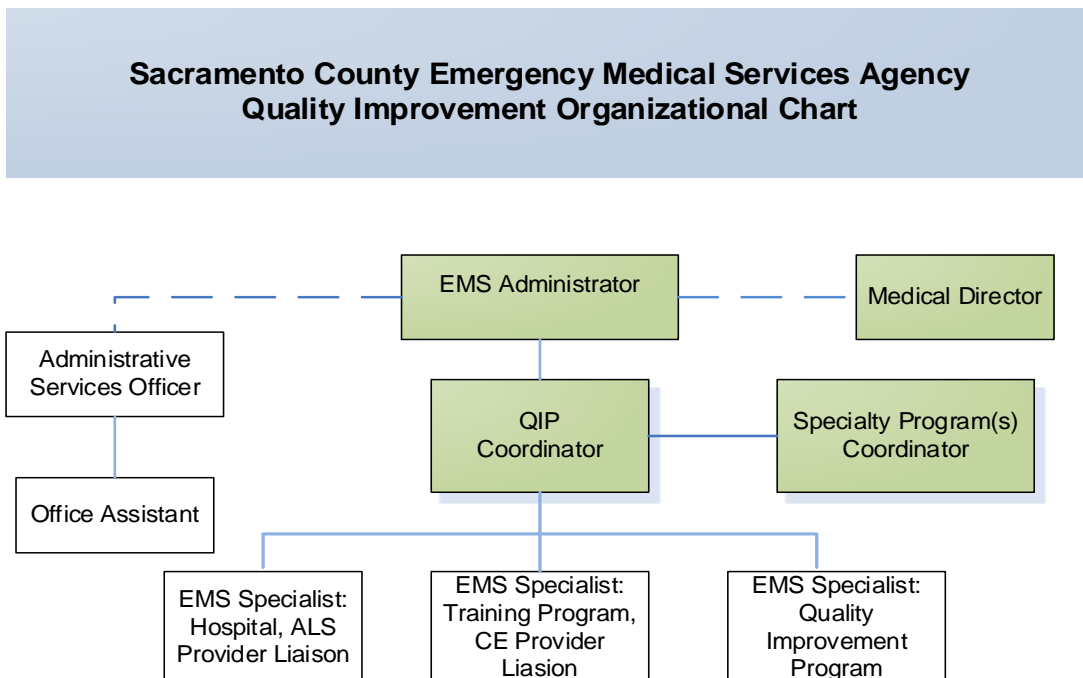 Sacramento County Emergency Medical Services Agency
Quality Improvement Organizational Chart
EMS Administrator
Medical Director
Administrative
Services Officer
QIP
Coordinator
Specialty Program(s)
Coordinator
Office Assistant
EMS Specialist:
Hospital, ALS
Provider Liaison
EMS Specialist:
Training Program,
CE Provider
Liasion
EMS Specialist:
Quality
Improvement
Program